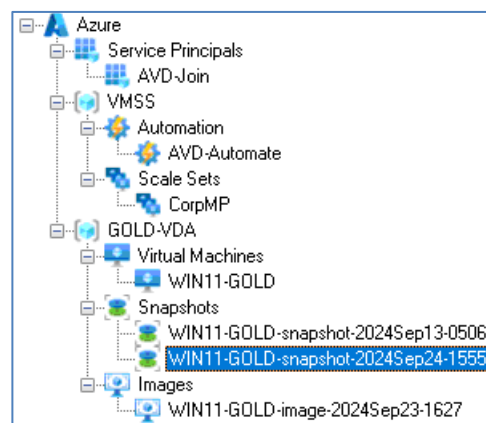 Azure
Service Principals
AVD-Join
VMSS
Automation
AVD-Automate
Scale Sets
CorpMP
GOLD-VDA
Virtual Machines
WIN11-GOLD
Snapshots
WIN11-GOLD-snapshot-2024Sep13-0506
WIN11-GOLD-snapshot-2024Sep24-1555
Images
WIN11-GOLD-image-2024Sep23-1627